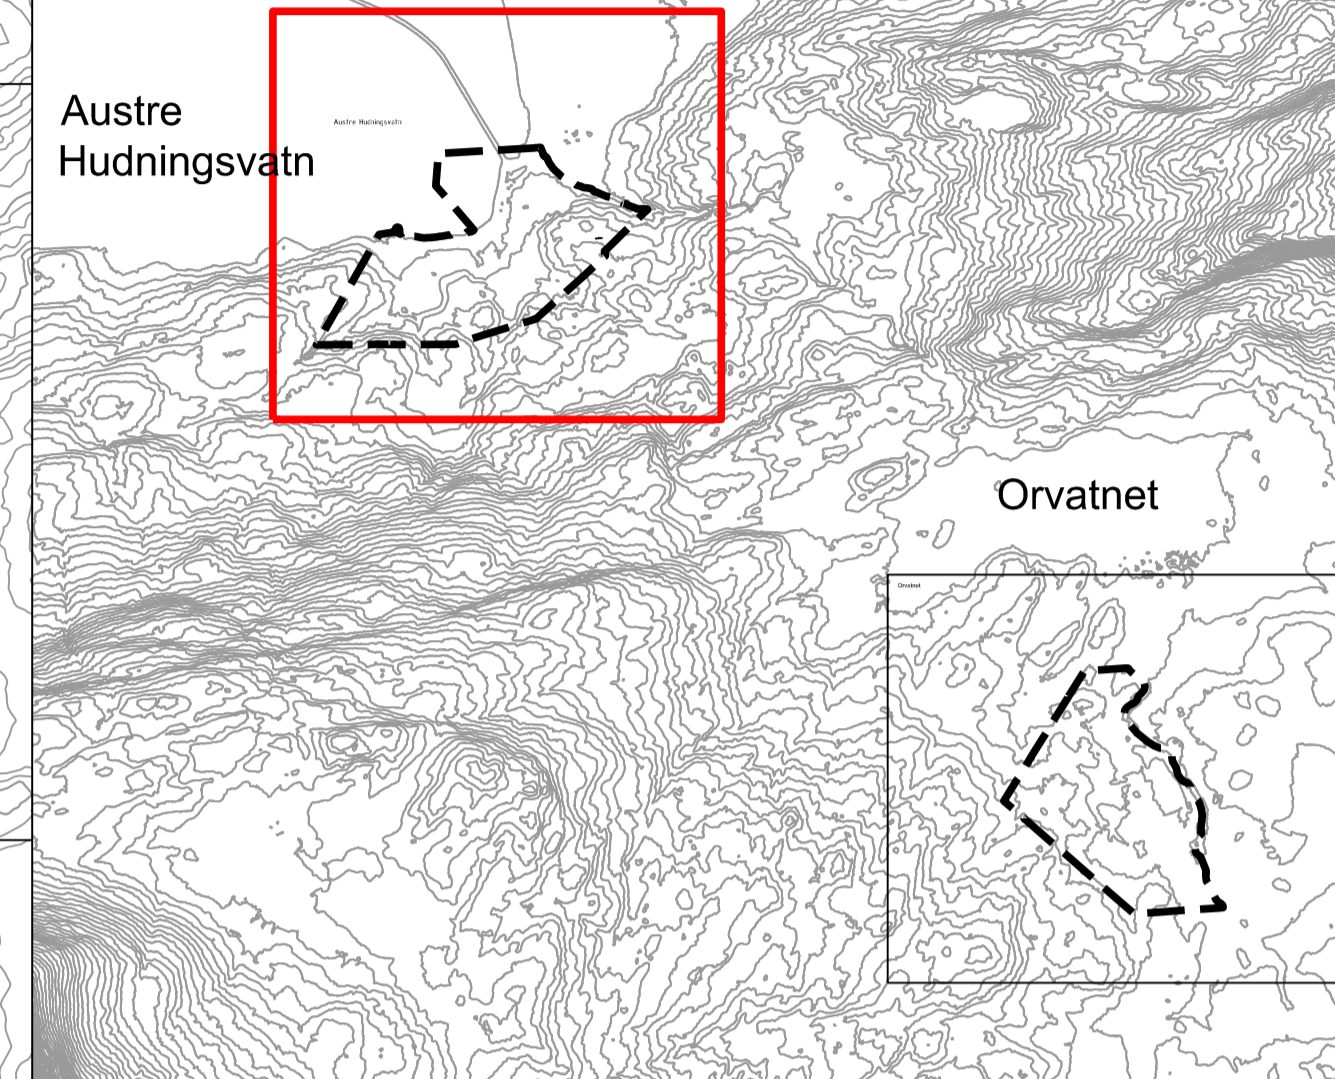 Austre
Hudningsvatn
Austre Hudningsvatn
Orvatnet
Orvatnet